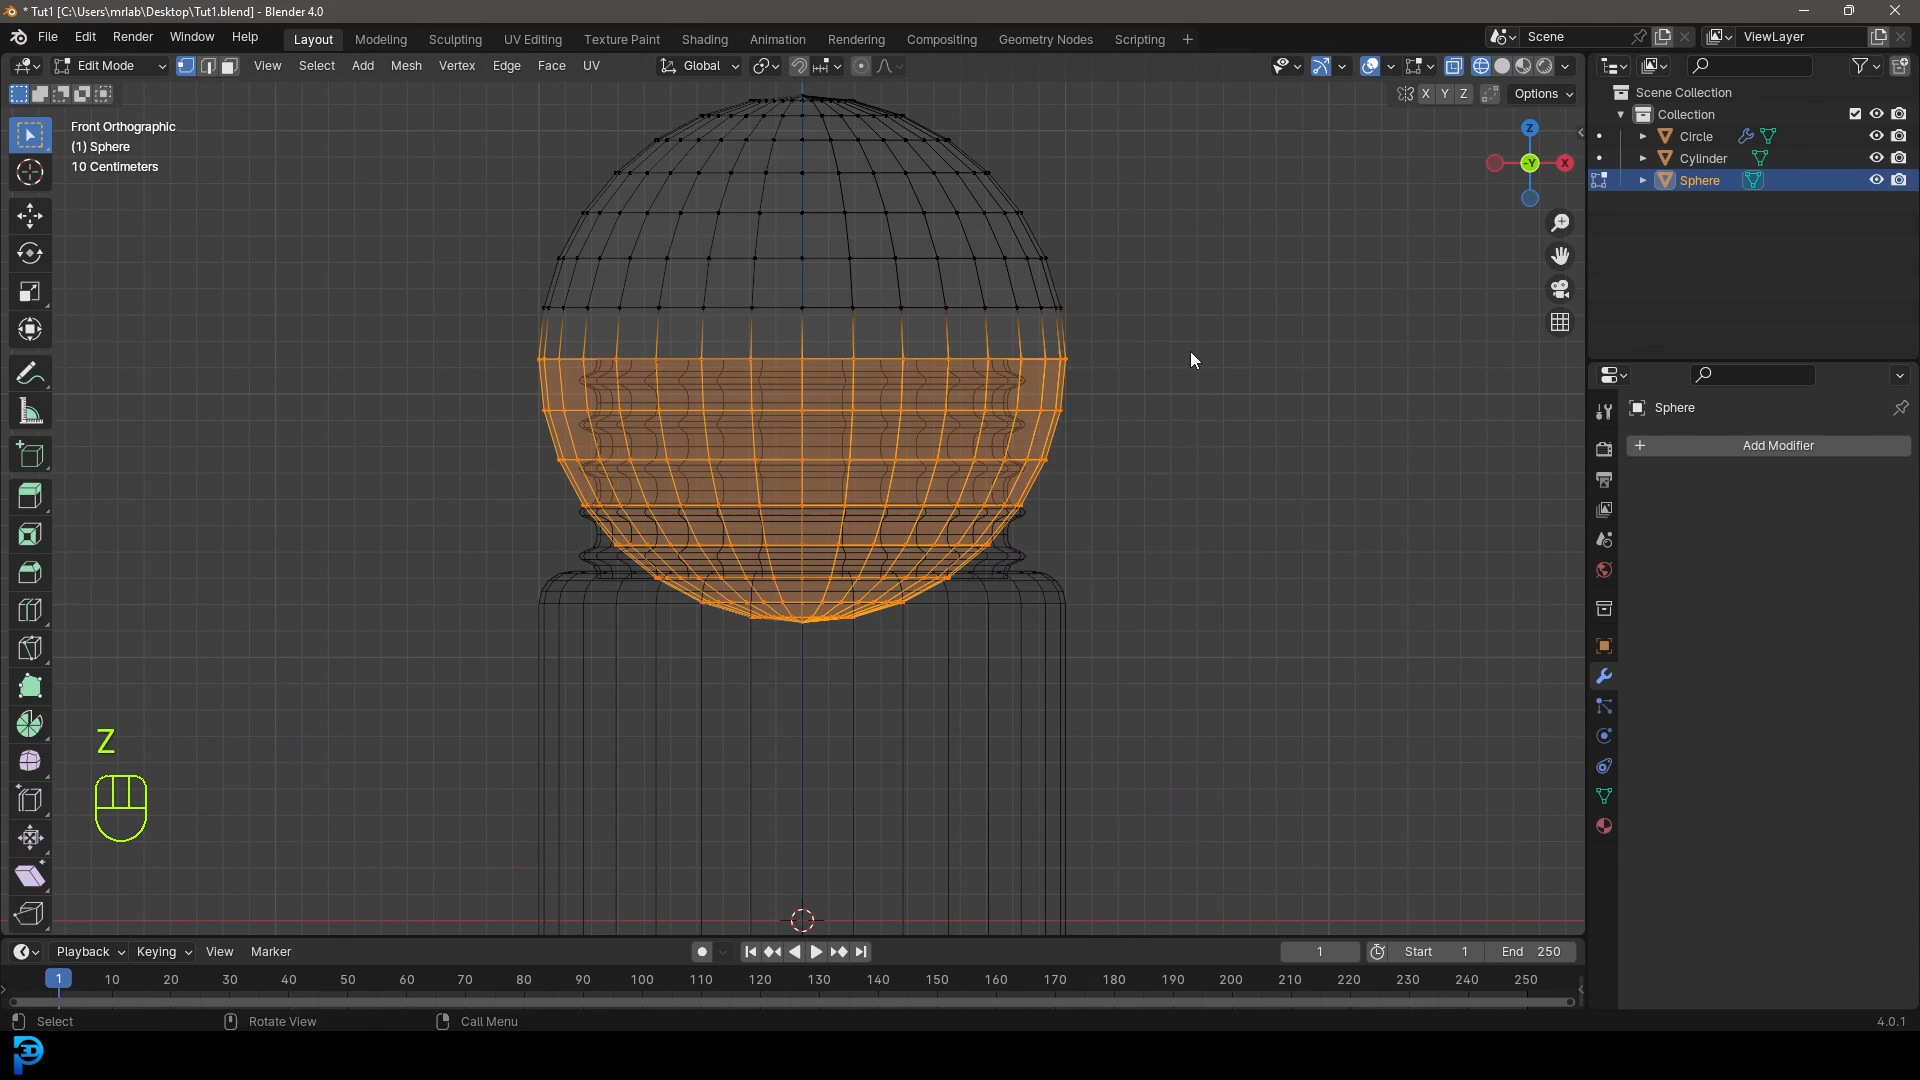 * Tut1 [C:\Users\mrlab\Desktop\Tut1.blend] - Blender 4.0
File Edit Render Window Help Layout Modeling Sculpting UV Editing Texture Paint Shading Animation Rendering Compositing Geometry Nodes Scripting + Scene ViewLayer
Edit Mode View Select Add Mesh Vertex Edge Face UV Global
X Y Z Options
Front Orthographic
(1) Sphere
10 Centimeters
Z
-Y X
Scene Collection
Collection
Circle
Cylinder
Sphere
Sphere
+ Add Modifier
Z
Playback Keying View Marker 1 Start 1 End 250
1 10 20 30 40 50 60 70 80 90 100 110 120 130 140 150 160 170 180 190 200 210 220 230 240 250
Select Rotate View Call Menu 4.0.1
3D